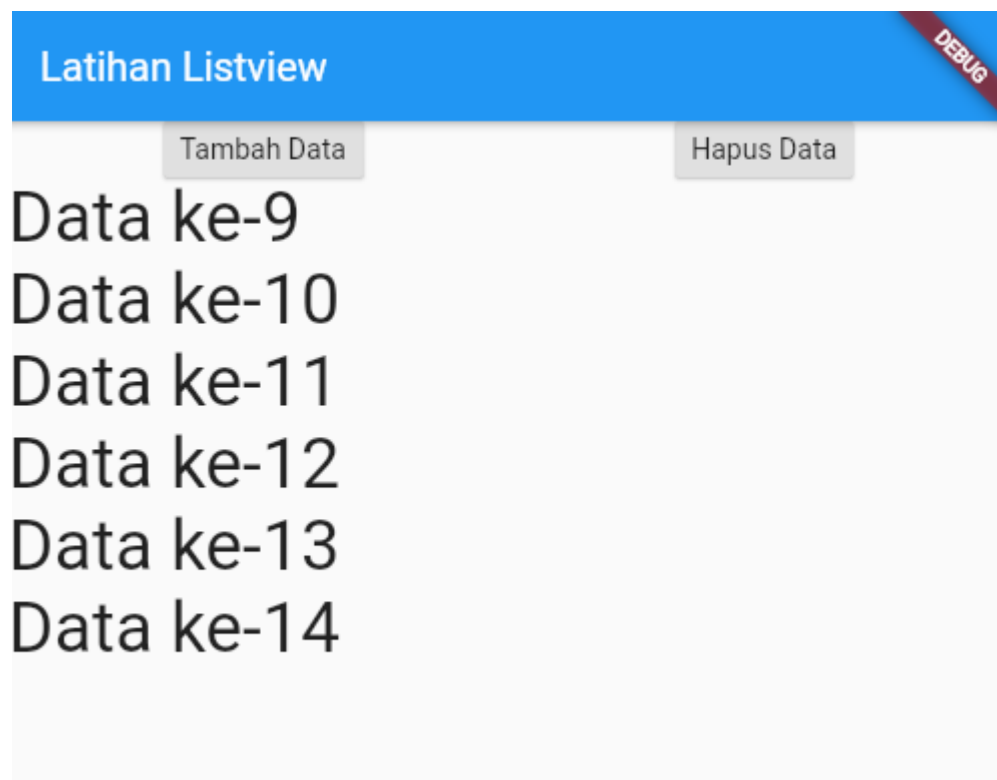 Latihan Listview
DEBUG
Tambah Data
Hapus Data
Data ke-9
Data ke-10
Data ke-11
Data ke-12
Data ke-13
Data ke-14